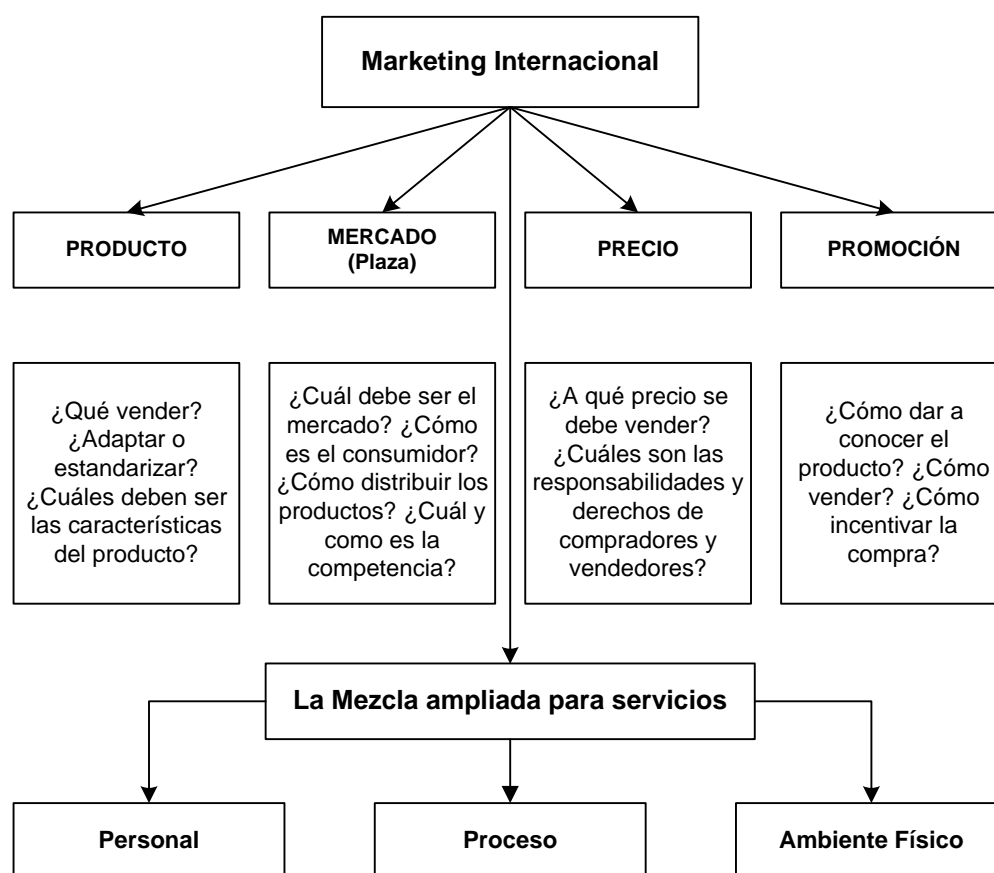 Marketing Internacional
PRODUCTO
MERCADO
(Plaza)
PRECIO
PROMOCIÓN
¿Qué vender?
¿Adaptar o
estandarizar?
¿Cuáles deben ser
las características
del producto?
¿Cuál debe ser el
mercado? ¿Cómo
es el consumidor?
¿Cómo distribuir los
productos? ¿Cuál y
como es la
competencia?
¿A qué precio se
debe vender?
¿Cuáles son las
responsabilidades y
derechos de
compradores y
vendedores?
¿Cómo dar a
conocer el
producto? ¿Cómo
vender? ¿Cómo
incentivar la
compra?
La Mezcla ampliada para servicios
Personal
Proceso
Ambiente Físico